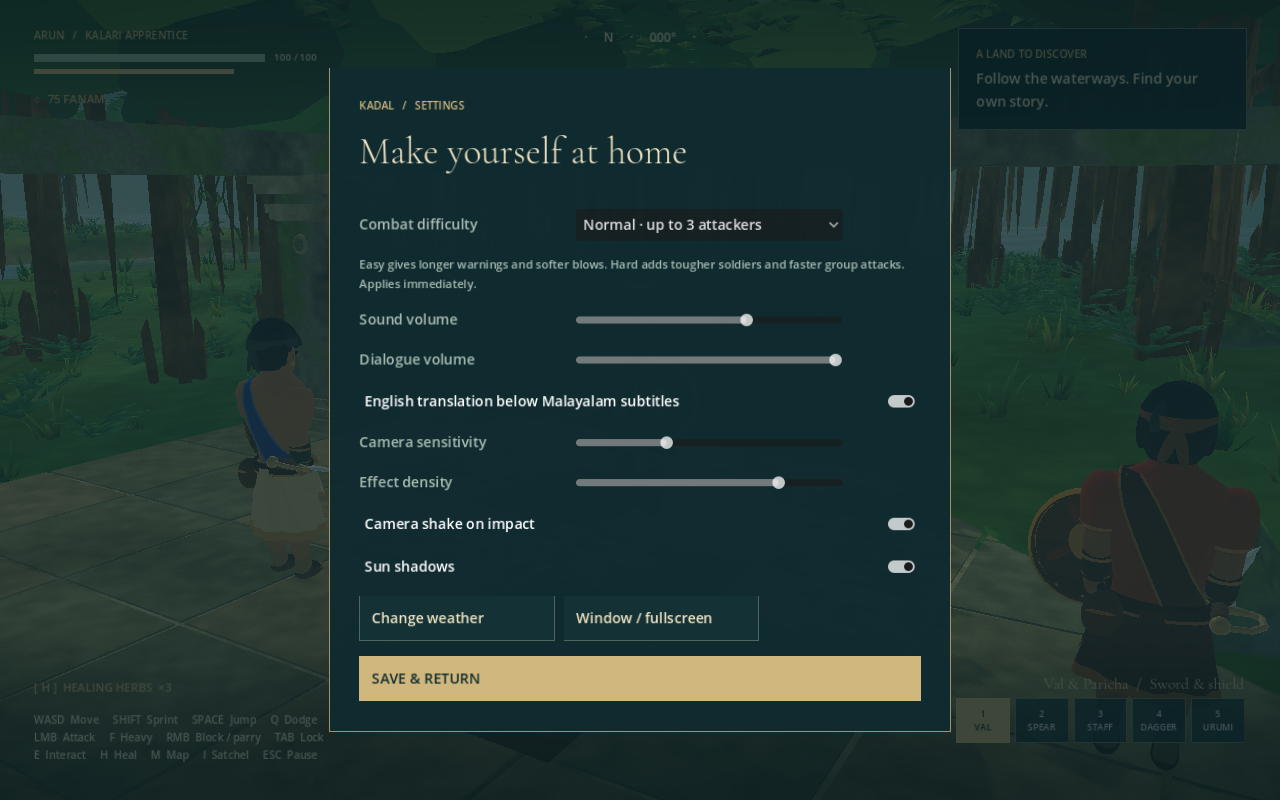 ARUN / KALARI APPRENTICE
100 / 100
75 FANAM
N · 000°
A LAND TO DISCOVER
Follow the waterways. Find your
own story.
KADAL / SETTINGS
Make yourself at home
Combat difficulty
Normal · up to 3 attackers
Easy gives longer warnings and softer blows. Hard adds tougher soldiers and faster group attacks.
Applies immediately.
Sound volume
Dialogue volume
English translation below Malayalam subtitles
Camera sensitivity
Effect density
Camera shake on impact
Sun shadows
Change weather
Window / fullscreen
SAVE & RETURN
[ H ] HEALING HERBS ×3
WASD Move SHIFT Sprint SPACE Jump Q Dodge
LMB Attack F Heavy RMB Block / parry TAB Lock
E Interact H Heal M Map I Satchel ESC Pause
Val & Paricha / Sword & shield
1 VAL
2 SPEAR
3 STAFF
4 DAGGER
5 URUMI